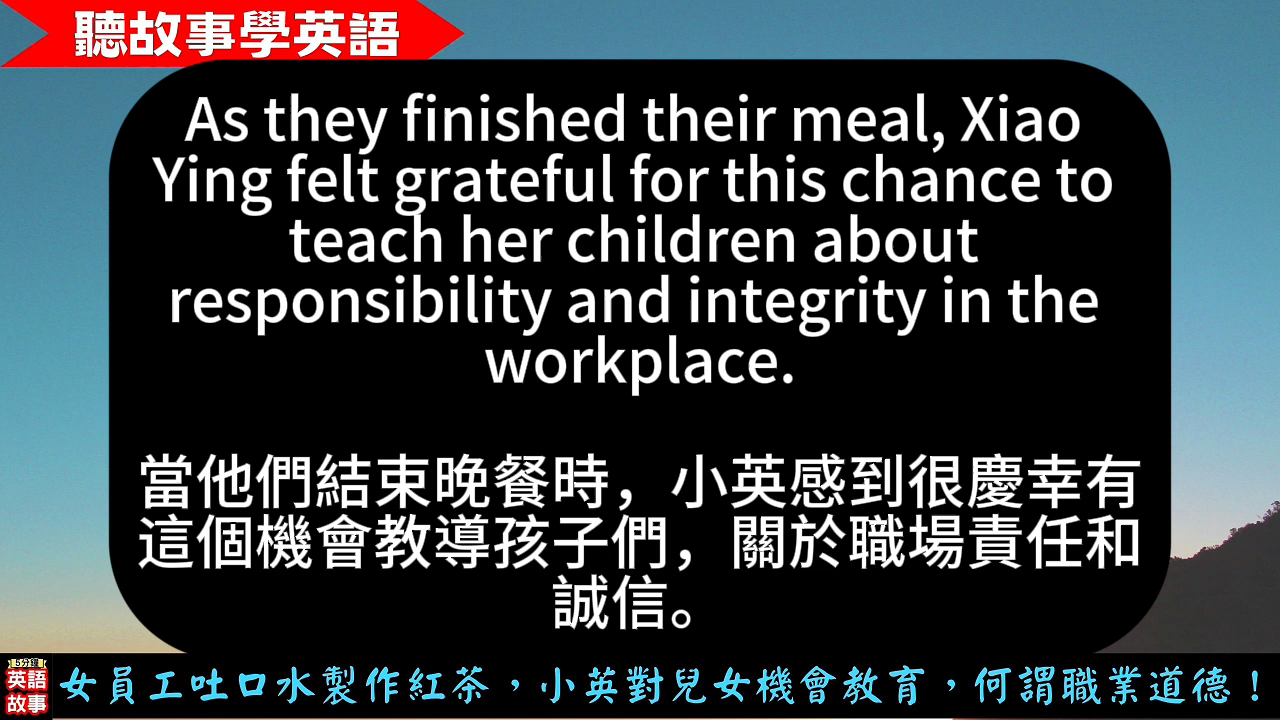 聽故事學英語
As they finished their meal, Xiao
Ying felt grateful for this chance to
teach her children about
responsibility and integrity in the
workplace.
當他們結束晚餐時，小英感到很慶幸有
這個機會教導孩子們，關於職場責任和
誠信。
5分鐘
英語
故事
女員工吐口水製作紅茶，小英對兒女機會教育，何謂職業道德！